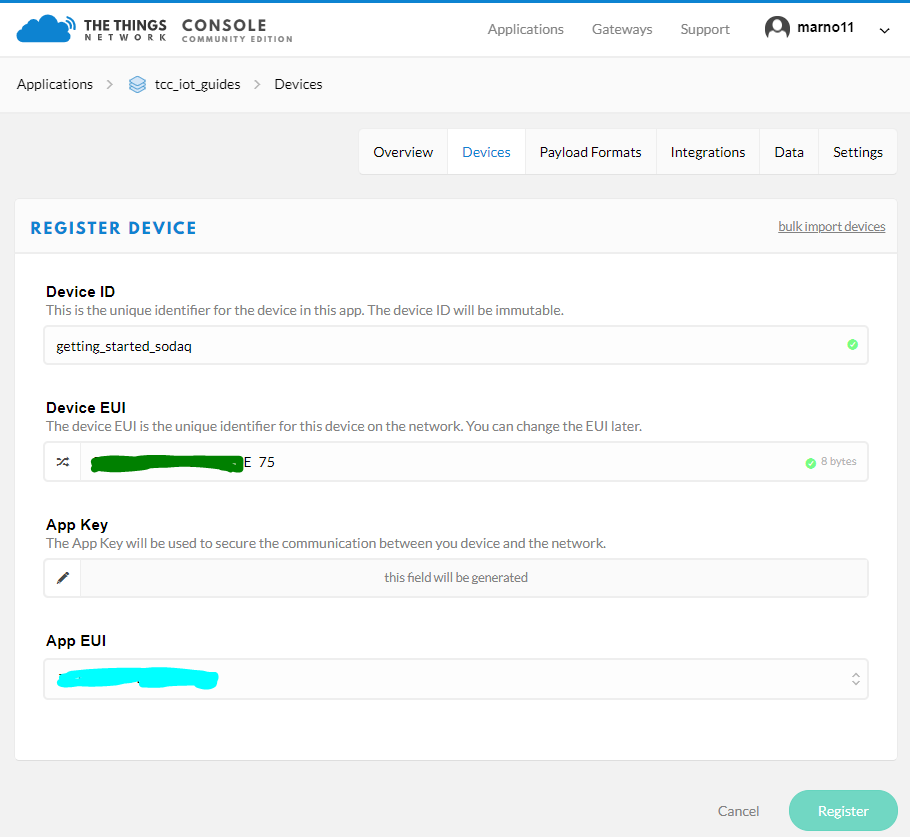 THE THINGS NETWORK CONSOLE COMMUNITY EDITION
Applications Gateways Support marno11
Applications tcc_iot_guides Devices
Overview Devices Payload Formats Integrations Data Settings
REGISTER DEVICE bulk import devices
Device ID
This is the unique identifier for the device in this app. The device ID will be immutable.
getting_started_sodaq
Device EUI
The device EUI is the unique identifier for this device on the network. You can change the EUI later.
E 75 8 bytes
App Key
The App Key will be used to secure the communication between you device and the network.
this field will be generated
App EUI
Cancel Register